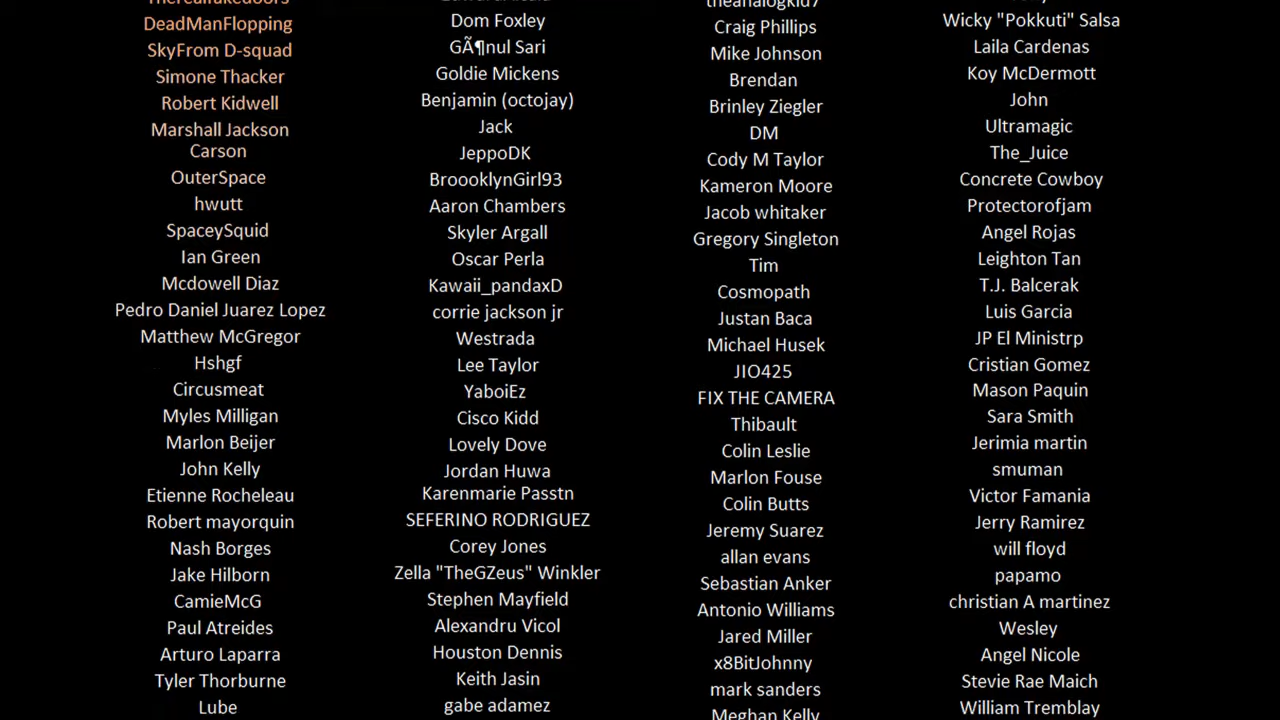 DeadManFlopping
SkyFrom D-squad
Simone Thacker
Robert Kidwell
Marshall Jackson
Carson
OuterSpace
hwutt
SpaceySquid
Ian Green
Mcdowell Diaz
Pedro Daniel Juarez Lopez
Matthew McGregor
Hshgf
Circusmeat
Myles Milligan
Marlon Beijer
John Kelly
Etienne Rocheleau
Robert mayorquin
Nash Borges
Jake Hilborn
CamieMcG
Paul Atreides
Arturo Laparra
Tyler Thorburne
Lube
Dom Foxley
GÃ¶nul Sari
Goldie Mickens
Benjamin (octojay)
Jack
JeppoDK
BroooklynGirl93
Aaron Chambers
Skyler Argall
Oscar Perla
Kawaii_pandaxD
corrie jackson jr
Westrada
Lee Taylor
YaboiEz
Cisco Kidd
Lovely Dove
Jordan Huwa
Karenmarie Passtn
SEFERINO RODRIGUEZ
Corey Jones
Zella "TheGZeus" Winkler
Stephen Mayfield
Alexandru Vicol
Houston Dennis
Keith Jasin
gabe adamez
theanalogkid7
Craig Phillips
Mike Johnson
Brendan
Brinley Ziegler
DM
Cody M Taylor
Kameron Moore
Jacob whitaker
Gregory Singleton
Tim
Cosmopath
Justan Baca
Michael Husek
JIO425
FIX THE CAMERA
Thibault
Colin Leslie
Marlon Fouse
Colin Butts
Jeremy Suarez
allan evans
Sebastian Anker
Antonio Williams
Jared Miller
x8BitJohnny
mark sanders
Meghan Kelly
Wicky "Pokkuti" Salsa
Laila Cardenas
Koy McDermott
John
Ultramagic
The_Juice
Concrete Cowboy
Protectorofjam
Angel Rojas
Leighton Tan
T.J. Balcerak
Luis Garcia
JP El Ministrp
Cristian Gomez
Mason Paquin
Sara Smith
Jerimia martin
smuman
Victor Famania
Jerry Ramirez
will floyd
papamo
christian A martinez
Wesley
Angel Nicole
Stevie Rae Maich
William Tremblay